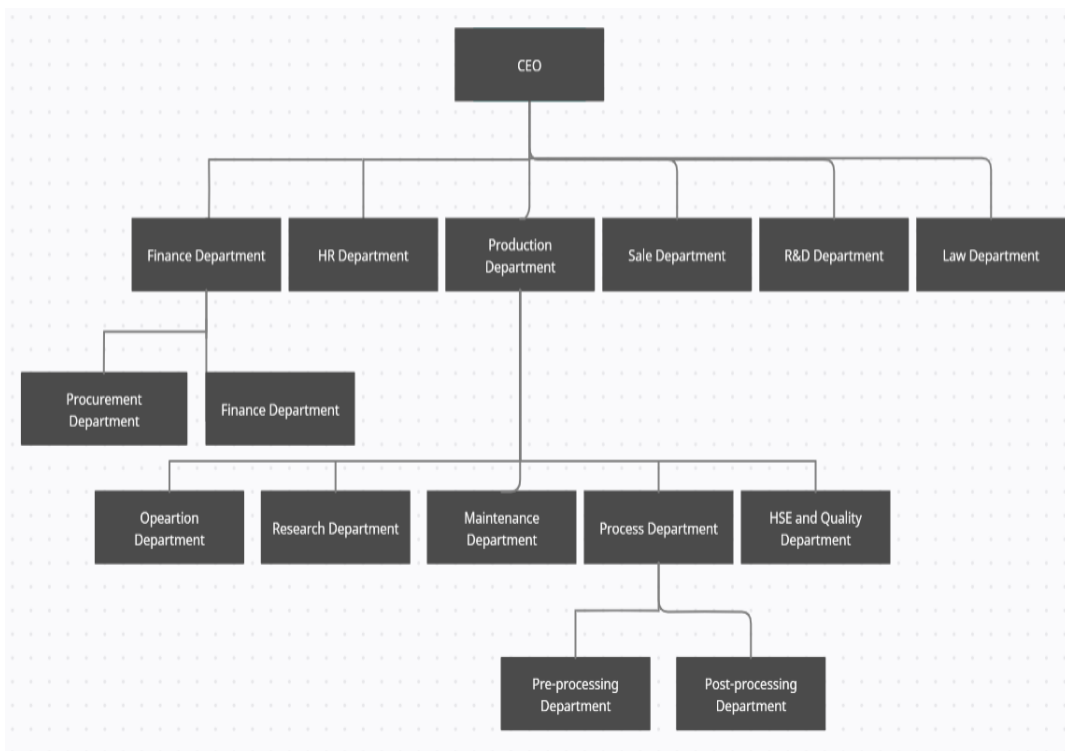 CEO
Finance Department
HR Department
Production
Department
Sale Department
R&D Department
Law Department
Procurement
Department
Finance Department
Opeartion
Department
Research Department
Maintenance
Department
Process Department
HSE and Quality
Department
Pre-processing
Department
Post-processing
Department